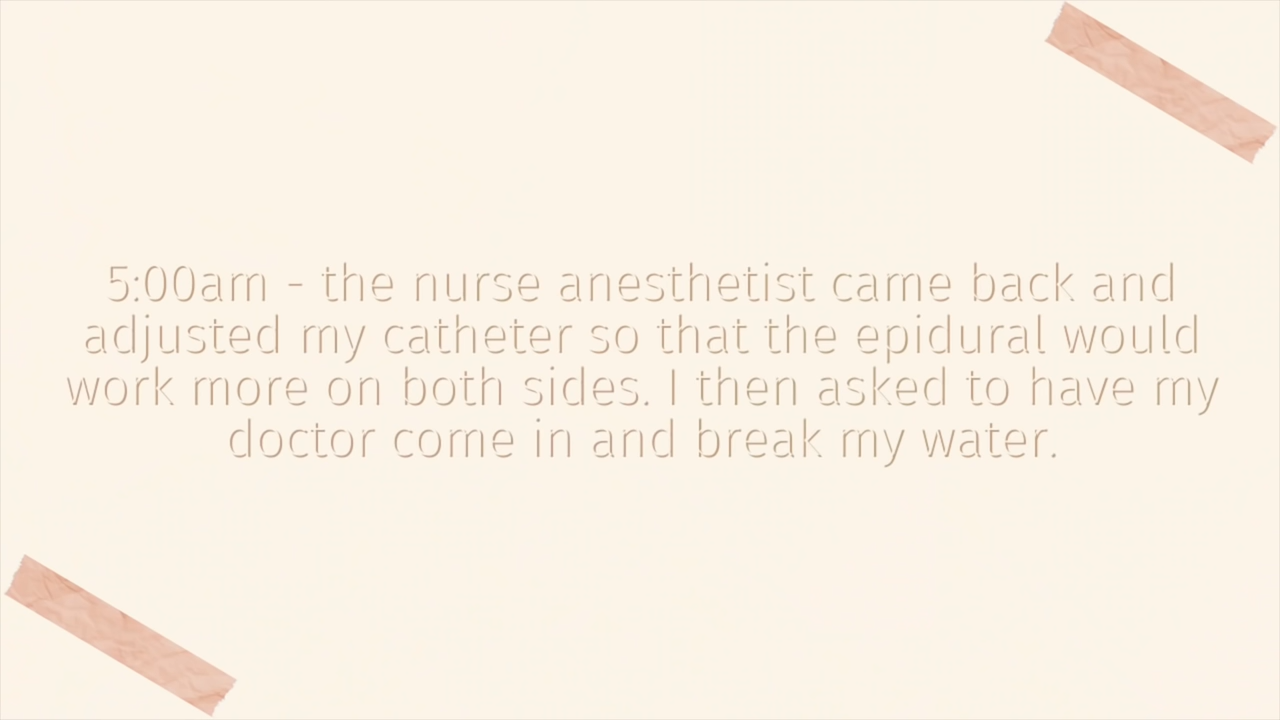 5:00am - the nurse anesthetist came back and
adjusted my catheter so that the epidural would
work more on both sides. I then asked to have my
doctor come in and break my water.